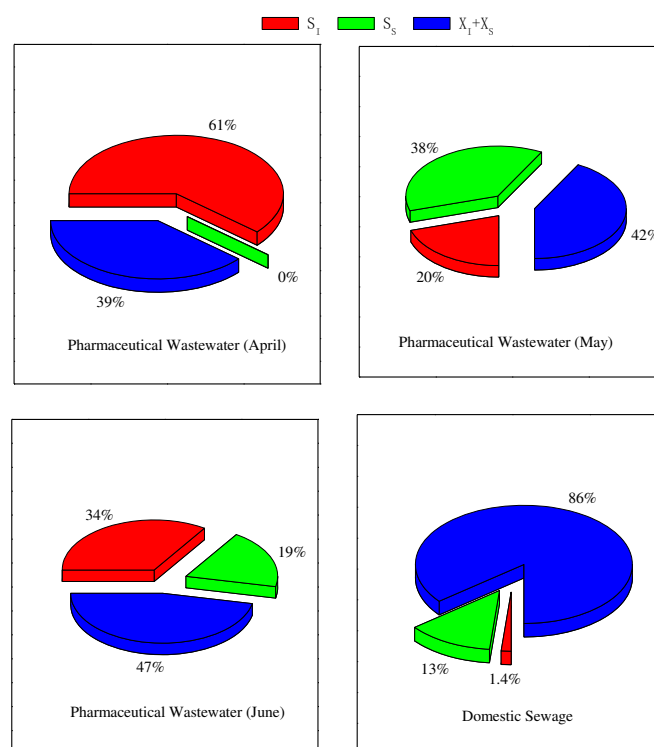 S_I S_S X_I+X_S
61%
0%
39%
Pharmaceutical Wastewater (April)
38%
42%
20%
Pharmaceutical Wastewater (May)
34%
19%
47%
Pharmaceutical Wastewater (June)
86%
13%
1.4%
Domestic Sewage